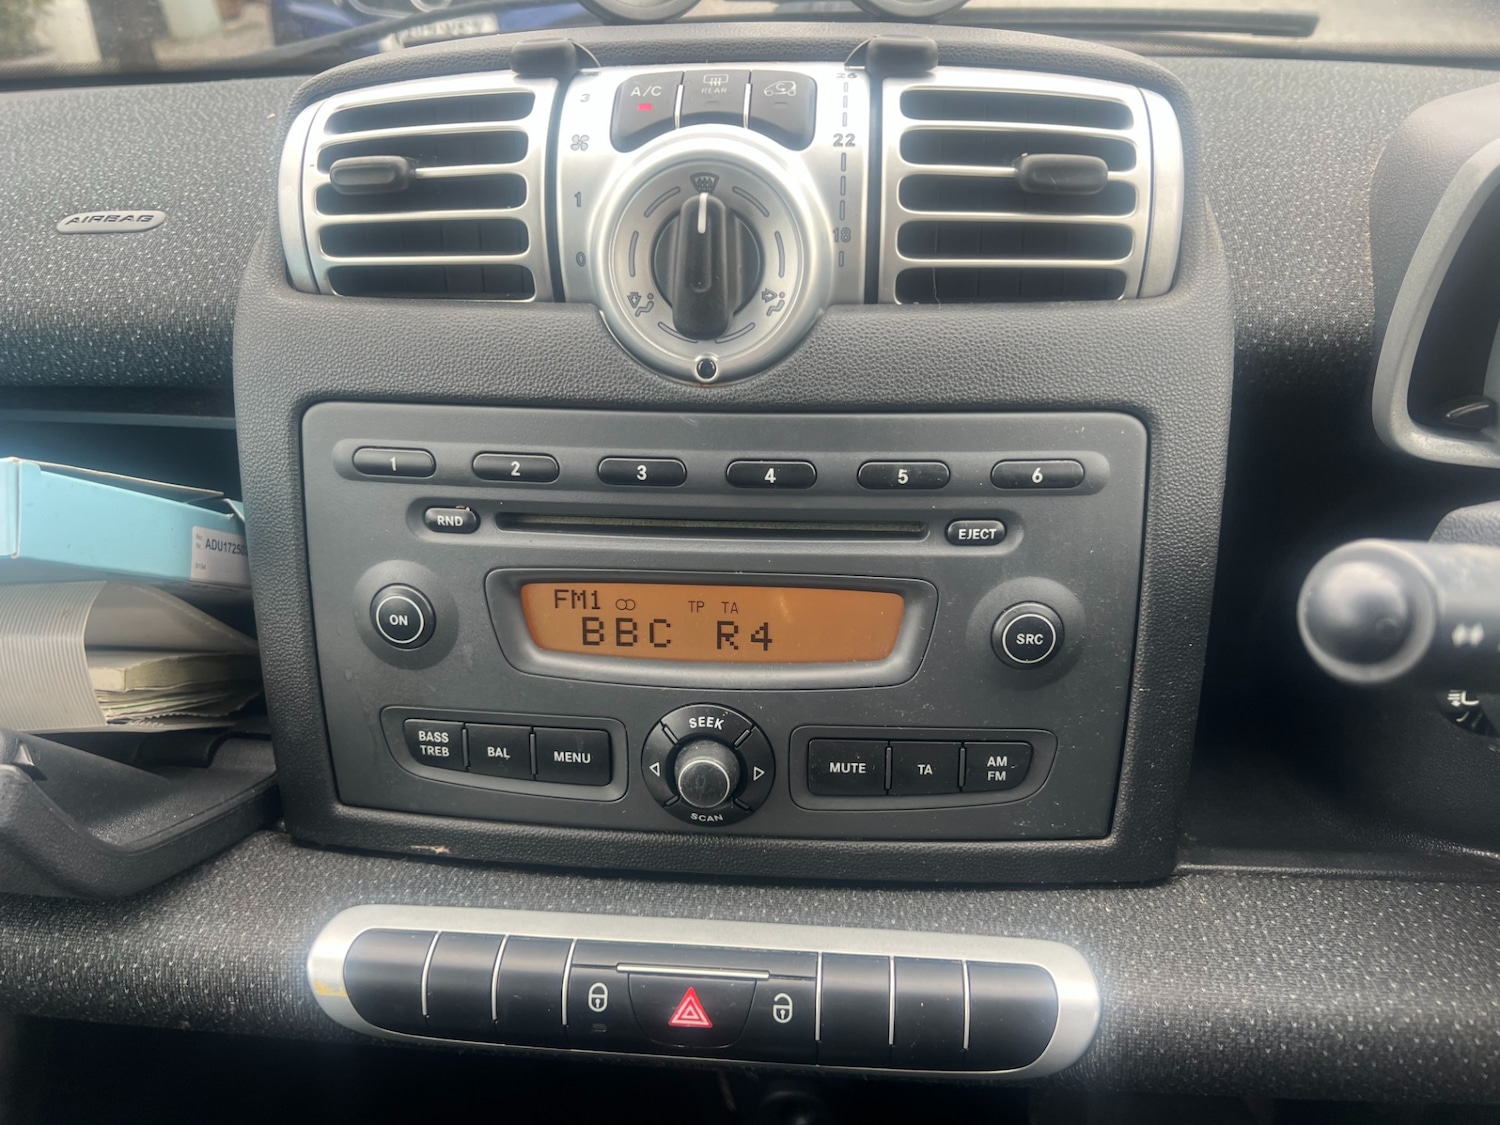 A/C
REAR
3
26
22
1
18
0
AIRBAG
1 2 3 4 5 6
RND
EJECT
ADU1725
ON
FM1 TP TA
BBC R4
SRC
BASS
TREB
BAL
MENU
SEEK
SCAN
MUTE
TA
AM
FM